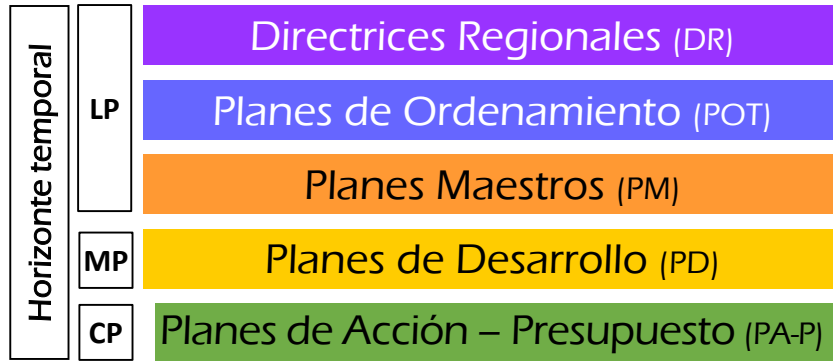 Horizonte temporal
LP
Directrices Regionales (DR)
Planes de Ordenamiento (POT)
Planes Maestros (PM)
MP
Planes de Desarrollo (PD)
CP
Planes de Acción – Presupuesto (PA-P)